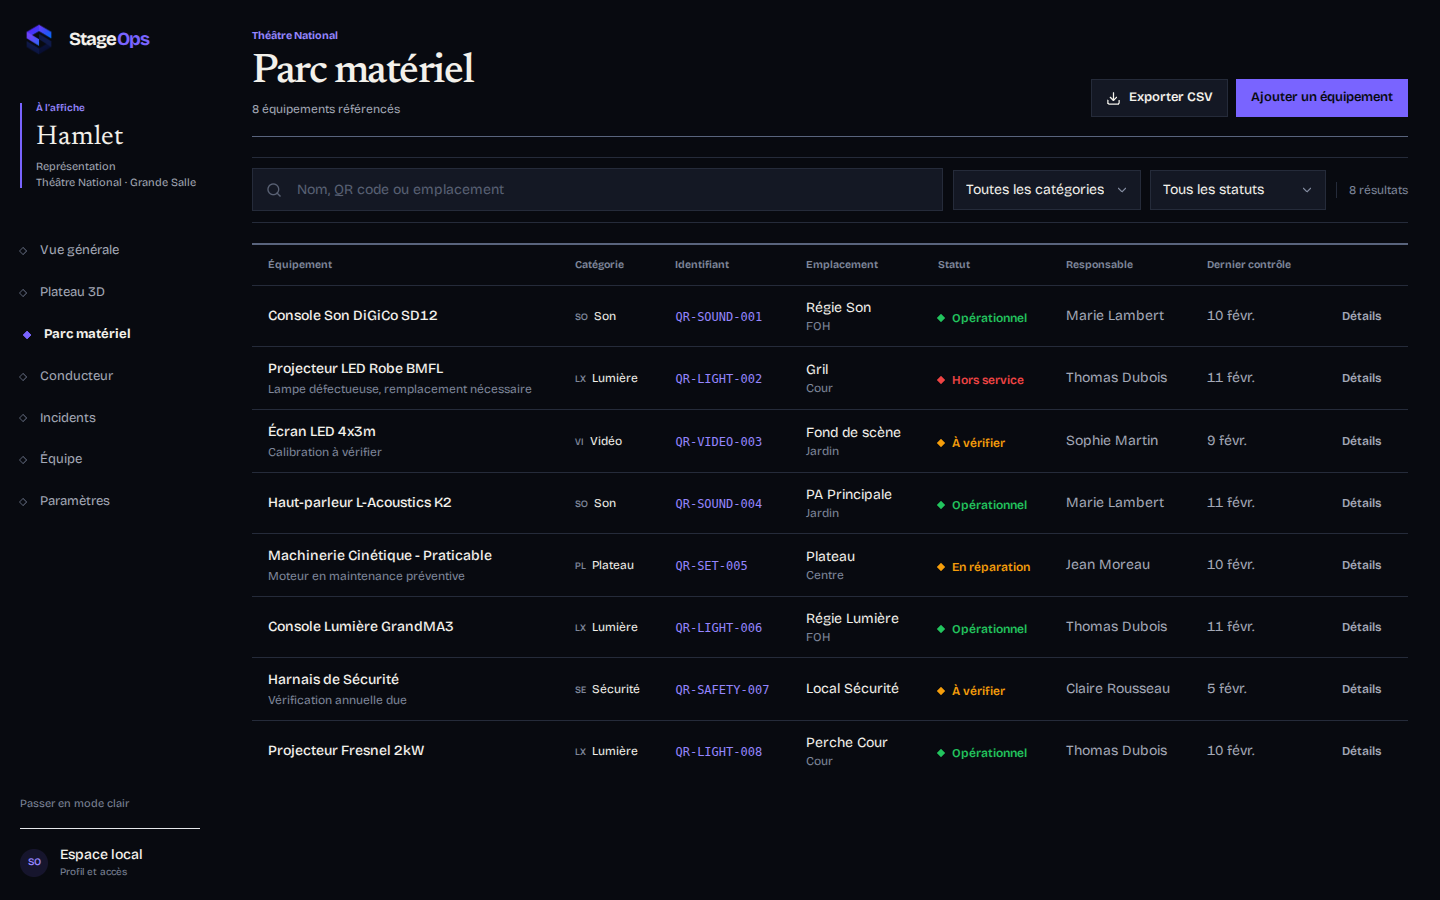 StageOps
À l'affiche
Hamlet
Représentation
Théâtre National · Grande Salle
Vue générale
Plateau 3D
Parc matériel
Conducteur
Incidents
Équipe
Paramètres
Passer en mode clair
SO
Espace local
Profil et accès
Théâtre National
Parc matériel
8 équipements référencés
Exporter CSV
Ajouter un équipement
Nom, QR code ou emplacement
Toutes les catégories
Tous les statuts
8 résultats
Équipement Catégorie Identifiant Emplacement Statut Responsable Dernier contrôle
Console Son DiGiCo SD12 SO Son QR-SOUND-001 Régie Son Opérationnel Marie Lambert 10 févr. Détails
FOH
Projecteur LED Robe BMFL LX Lumière QR-LIGHT-002 Gril Hors service Thomas Dubois 11 févr. Détails
Lampe défectueuse, remplacement nécessaire Cour
Écran LED 4x3m VI Vidéo QR-VIDEO-003 Fond de scène À vérifier Sophie Martin 9 févr. Détails
Calibration à vérifier Jardin
Haut-parleur L-Acoustics K2 SO Son QR-SOUND-004 PA Principale Opérationnel Marie Lambert 11 févr. Détails
Jardin
Machinerie Cinétique - Praticable PL Plateau QR-SET-005 Plateau En réparation Jean Moreau 10 févr. Détails
Moteur en maintenance préventive Centre
Console Lumière GrandMA3 LX Lumière QR-LIGHT-006 Régie Lumière Opérationnel Thomas Dubois 11 févr. Détails
FOH
Harnais de Sécurité SE Sécurité QR-SAFETY-007 Local Sécurité À vérifier Claire Rousseau 5 févr. Détails
Vérification annuelle due
Projecteur Fresnel 2kW LX Lumière QR-LIGHT-008 Perche Cour Opérationnel Thomas Dubois 10 févr. Détails
Cour